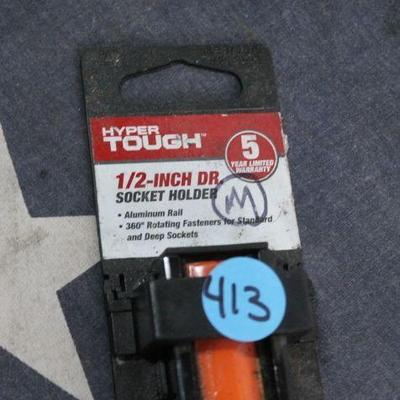 HYPER
TOUGH™
5
YEAR LIMITED
WARRANTY
1/2-INCH DR.
SOCKET HOLDER
M
• Aluminum Rail
• 360° Rotating Fasteners for Standard
and Deep Sockets
413